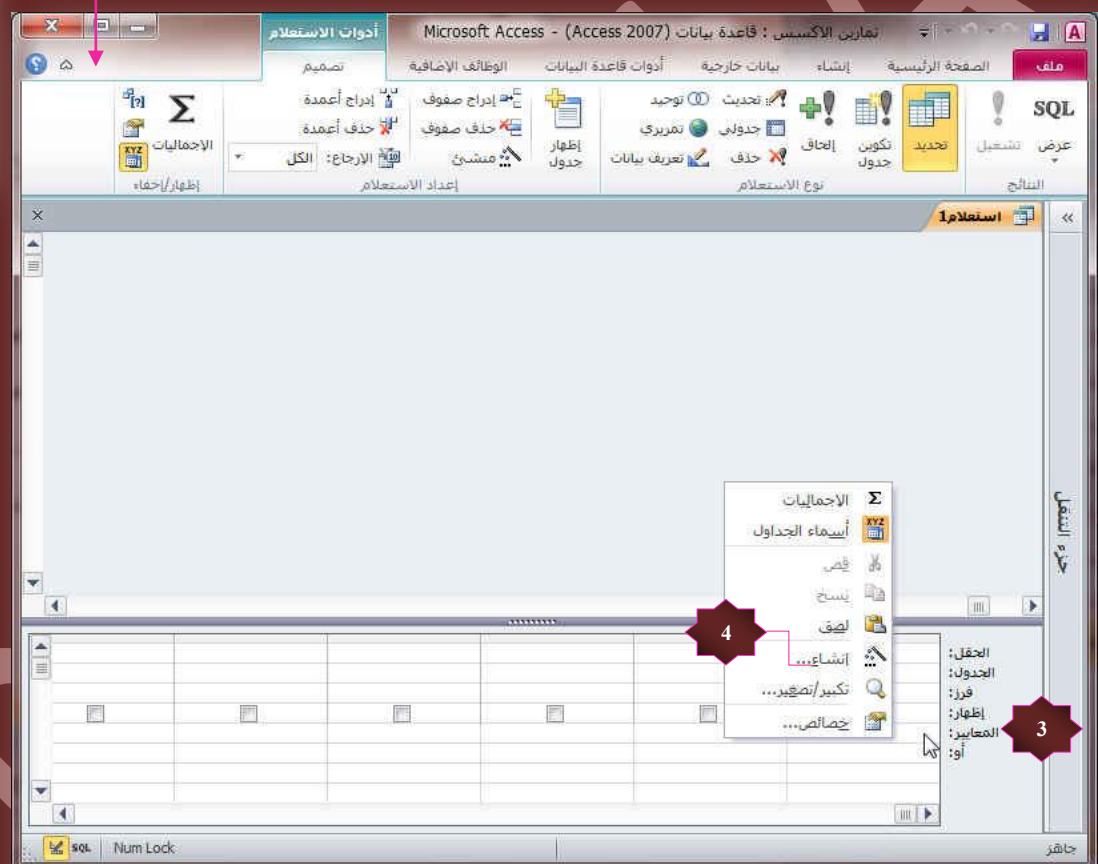 تمارين الاكسس : قاعدة بيانات (Access 2007) - Microsoft Access
أدوات الاستعلام
ملف
الصفحة الرئيسية
إنشاء
بيانات خارجية
أدوات قاعدة البيانات
الوظائف الإضافية
تصميم
SQL
عرض
تشغيل
النتائج
تحديد
تكوين جدول
إلحاق
تحديث
جدولي
حذف
توحيد
تمريري
تعريف بيانات
نوع الاستعلام
إظهار جدول
إدراج صفوف
حذف صفوف
منشئ
إدراج أعمدة
حذف أعمدة
الإرجاع: الكل
إعداد الاستعلام
الإجماليات
إظهار/إخفاء
استعلام1
جزء التنقل
الاجماليات
أسماء الجداول
قص
نسخ
لصق
إنشاء...
تكبير/تصغير...
خصائص...
4
الحقل:
الجدول:
فرز:
إظهار:
المعايير:
أو:
3
جاهز
Num Lock
SQL